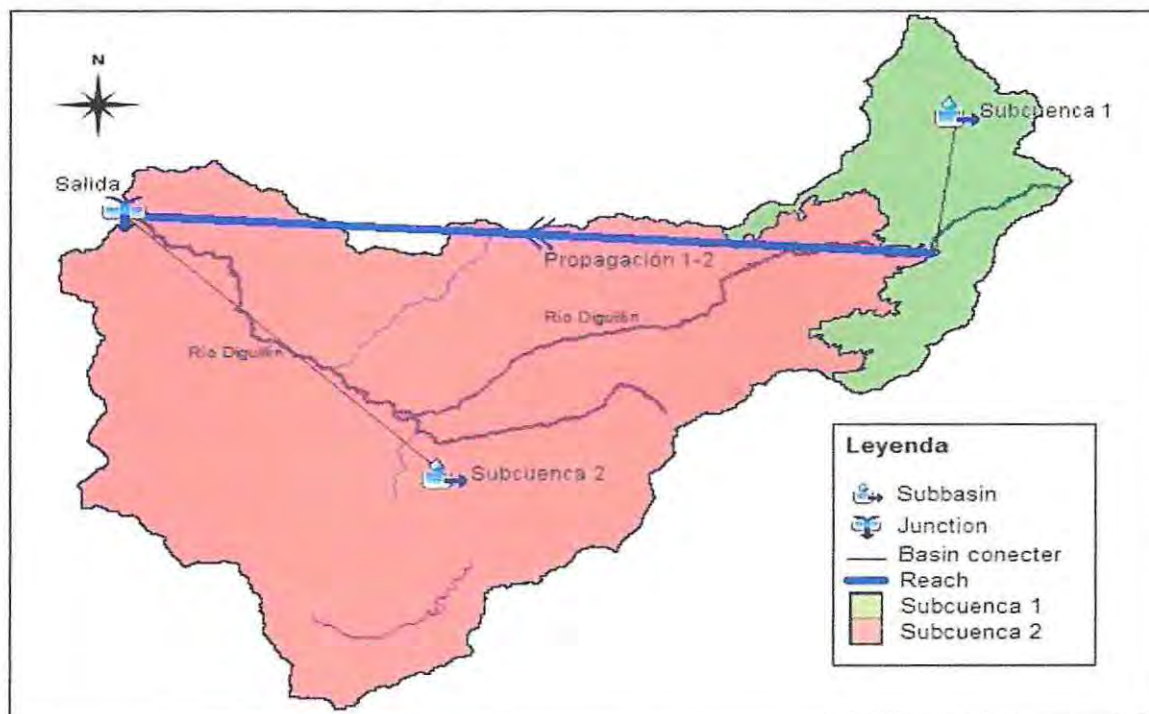 N
Subcuenca 1
Salida
Propagación 1-2
Río Diguillín
Río Diguillín
Subcuenca 2
Leyenda
Subbasin
Junction
Basin conecter
Reach
Subcuenca 1
Subcuenca 2